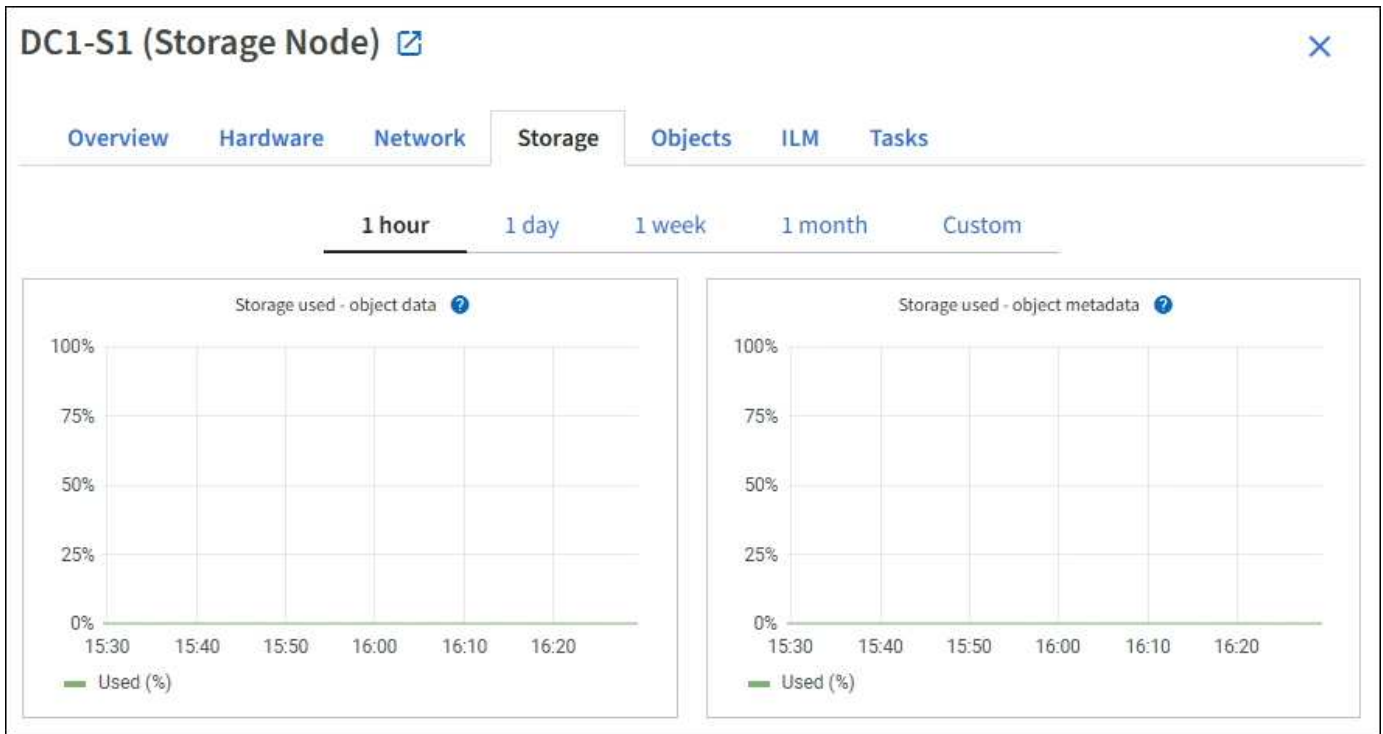 DC1-S1 (Storage Node)
Overview Hardware Network Storage Objects ILM Tasks
1 hour 1 day 1 week 1 month Custom
Storage used - object data ?
100%
75%
50%
25%
0%
15:30 15:40 15:50 16:00 16:10 16:20
Used (%)
Storage used - object metadata ?
100%
75%
50%
25%
0%
15:30 15:40 15:50 16:00 16:10 16:20
Used (%)